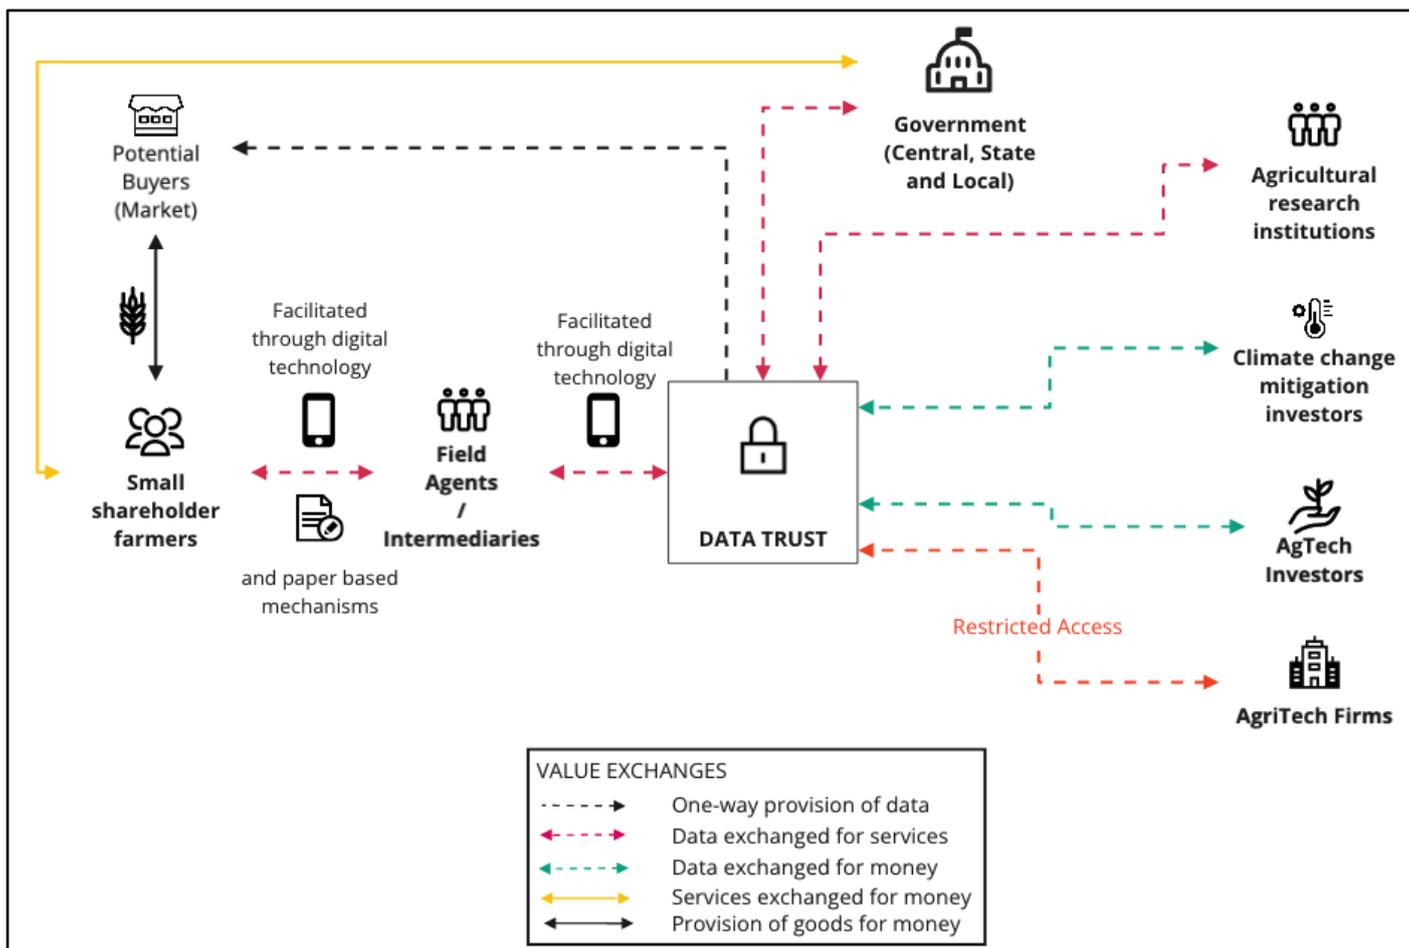 Government
(Central, State
and Local)
Potential
Buyers
(Market)
Agricultural
research
institutions
Facilitated
through digital
technology
Facilitated
through digital
technology
Climate change
mitigation
investors
Small
shareholder
farmers
Field
Agents
/
Intermediaries
DATA TRUST
AgTech
Investors
and paper based
mechanisms
Restricted Access
AgriTech Firms
VALUE EXCHANGES
One-way provision of data
Data exchanged for services
Data exchanged for money
Services exchanged for money
Provision of goods for money